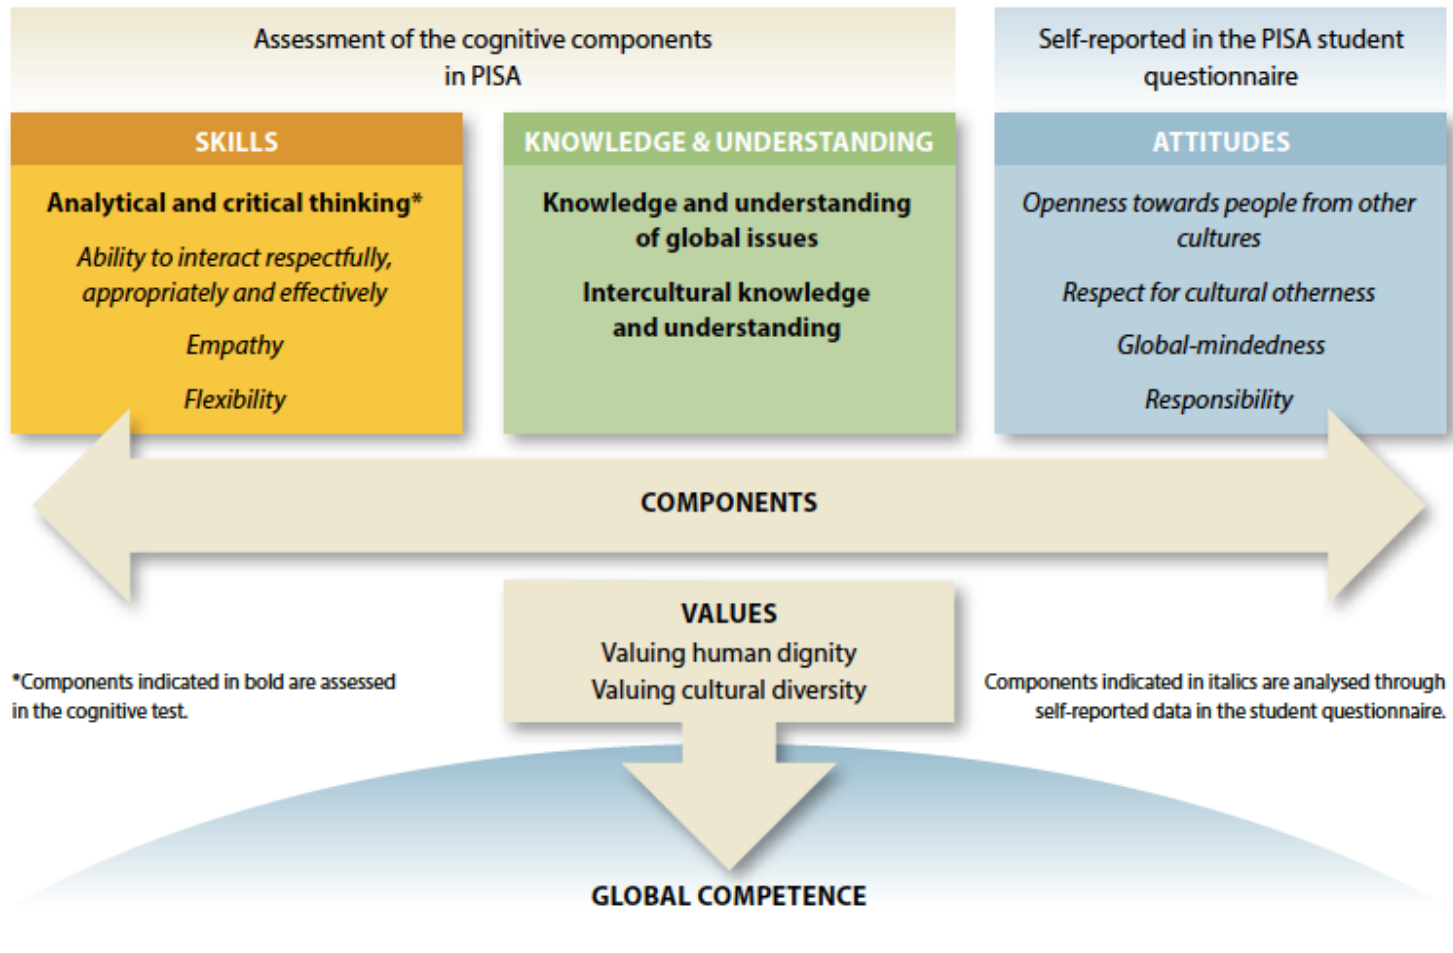 Assessment of the cognitive components
in PISA
Self-reported in the PISA student
questionnaire
SKILLS
Analytical and critical thinking*
Ability to interact respectfully,
appropriately and effectively
Empathy
Flexibility
KNOWLEDGE & UNDERSTANDING
Knowledge and understanding
of global issues
Intercultural knowledge
and understanding
ATTITUDES
Openness towards people from other
cultures
Respect for cultural otherness
Global-mindedness
Responsibility
COMPONENTS
VALUES
Valuing human dignity
Valuing cultural diversity
*Components indicated in bold are assessed
in the cognitive test.
Components indicated in italics are analysed through
self-reported data in the student questionnaire.
GLOBAL COMPETENCE